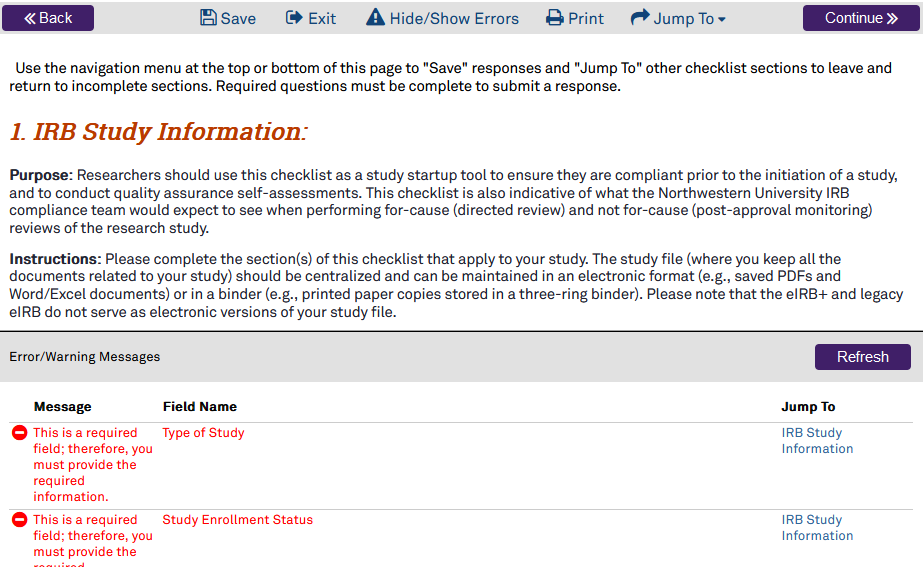 Back Save Exit Hide/Show Errors Print Jump To Continue
Use the navigation menu at the top or bottom of this page to "Save" responses and "Jump To" other checklist sections to leave and
return to incomplete sections. Required questions must be complete to submit a response.
1. IRB Study Information:
Purpose: Researchers should use this checklist as a study startup tool to ensure they are compliant prior to the initiation of a study,
and to conduct quality assurance self-assessments. This checklist is also indicative of what the Northwestern University IRB
compliance team would expect to see when performing for-cause (directed review) and not for-cause (post-approval monitoring)
reviews of the research study.
Instructions: Please complete the section(s) of this checklist that apply to your study. The study file (where you keep all the
documents related to your study) should be centralized and can be maintained in an electronic format (e.g., saved PDFs and
Word/Excel documents) or in a binder (e.g., printed paper copies stored in a three-ring binder). Please note that the eIRB+ and legacy
eIRB do not serve as electronic versions of your study file.
Error/Warning Messages Refresh
Message Field Name Jump To
This is a required Type of Study IRB Study
field; therefore, you Information
must provide the
required
information.
This is a required Study Enrollment Status IRB Study
field; therefore, you Information
must provide the
required